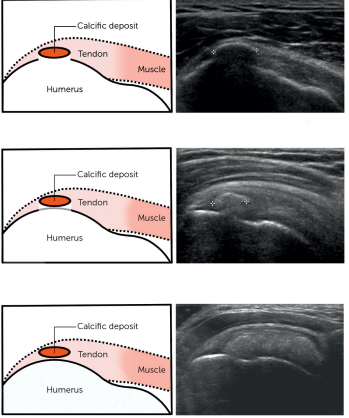 Calcific deposit
Tendon
Muscle
Humerus
Calcific deposit
Tendon
Muscle
Humerus
Calcific deposit
Tendon
Muscle
Humerus